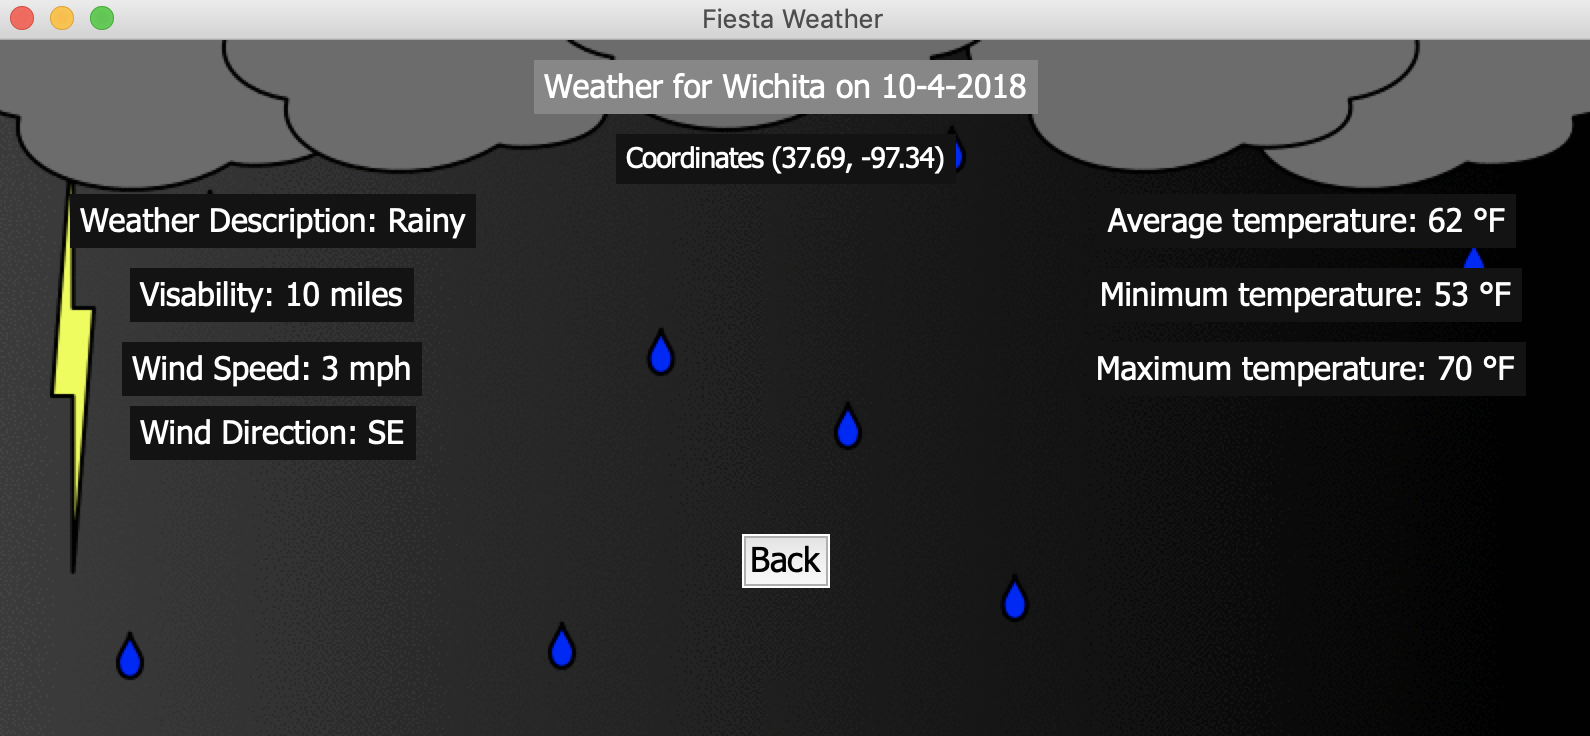 Fiesta Weather
Weather for Wichita on 10-4-2018
Coordinates (37.69, -97.34)
Weather Description: Rainy
Visability: 10 miles
Wind Speed: 3 mph
Wind Direction: SE
Average temperature: 62 °F
Minimum temperature: 53 °F
Maximum temperature: 70 °F
Back